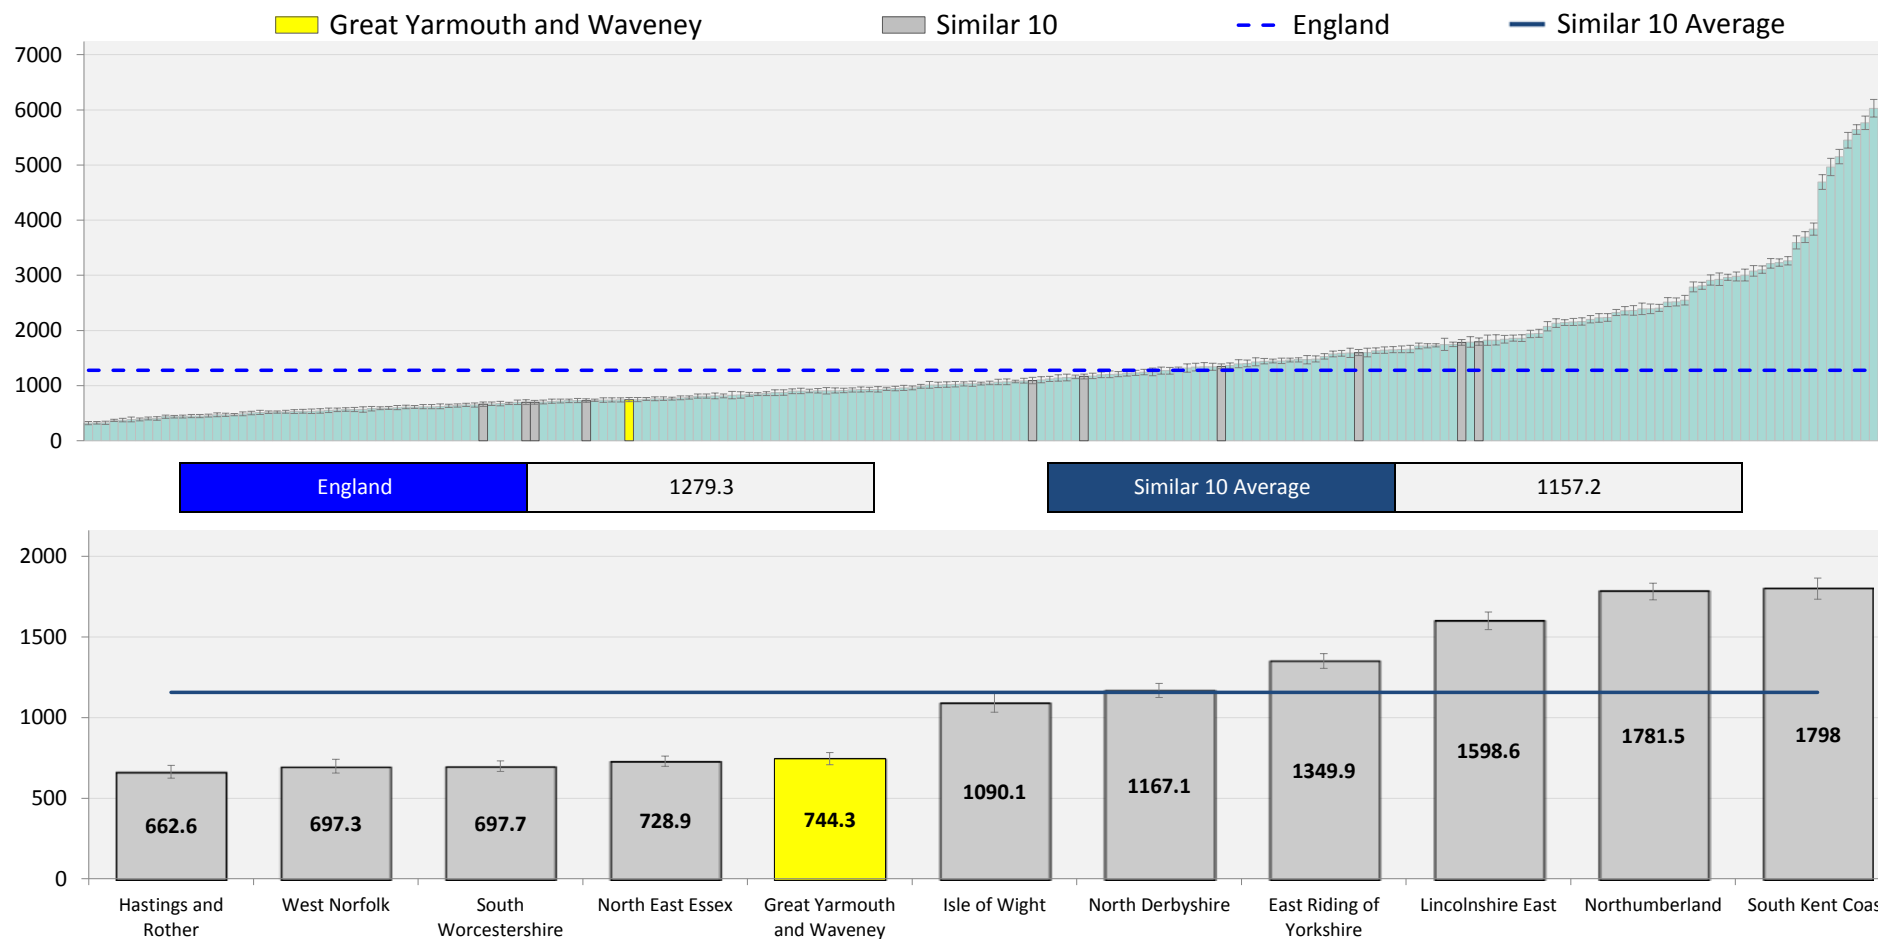 Great Yarmouth and Waveney
Similar 10
England
Similar 10 Average
7000
6000
5000
4000
3000
2000
1000
0
England
1279.3
Similar 10 Average
1157.2
2000
1500
1000
500
0
662.6
697.3
697.7
728.9
744.3
1090.1
1167.1
1349.9
1598.6
1781.5
1798
Hastings and
Rother
West Norfolk
South
Worcestershire
North East Essex
Great Yarmouth
and Waveney
Isle of Wight
North Derbyshire
East Riding of
Yorkshire
Lincolnshire East
Northumberland
South Kent Coas